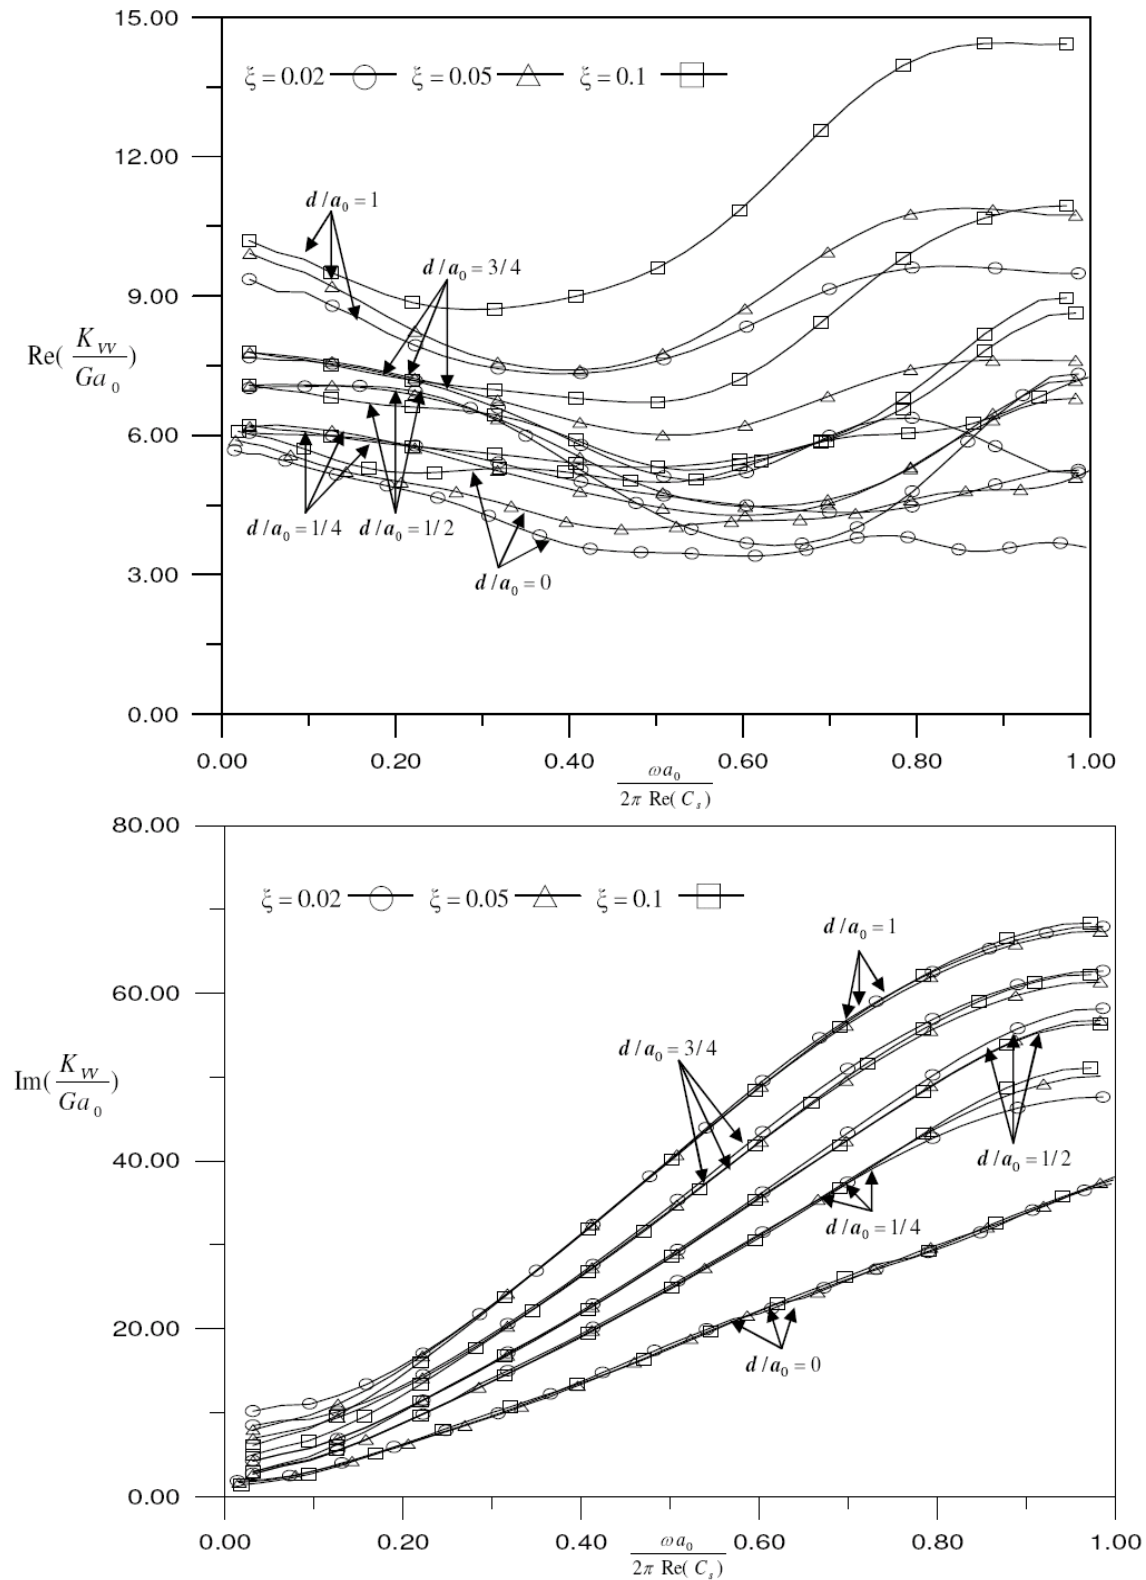 15.00
ξ = 0.02 ξ = 0.05 ξ = 0.1
12.00
d / a₀ = 1
d / a₀ = 3/4
9.00
Re( K_VV / Ga₀ )
6.00
d / a₀ = 1/4 d / a₀ = 1/2
d / a₀ = 0
3.00
0.00
0.00 0.20 0.40 0.60 0.80 1.00
ωa₀ / 2π Re( C_s )
80.00
ξ = 0.02 ξ = 0.05 ξ = 0.1
d / a₀ = 1
60.00
d / a₀ = 3/4
Im( K_VV / Ga₀ )
40.00
d / a₀ = 1/2
d / a₀ = 1/4
20.00
d / a₀ = 0
0.00
0.00 0.20 0.40 0.60 0.80 1.00
ωa₀ / 2π Re( C_s )